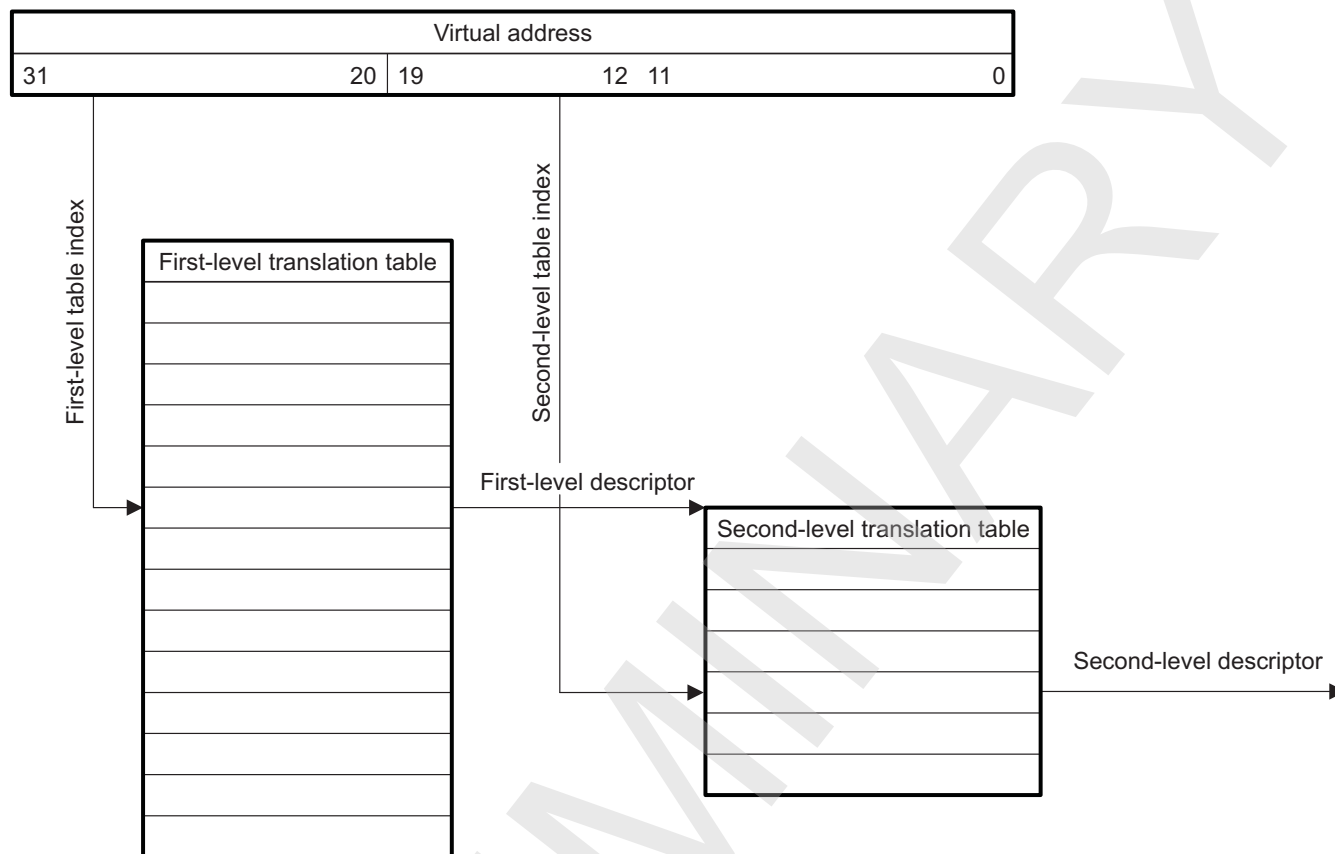 Virtual address
31 20 19 12 11 0
First-level table index
Second-level table index
First-level translation table
First-level descriptor
Second-level translation table
Second-level descriptor
MINARY